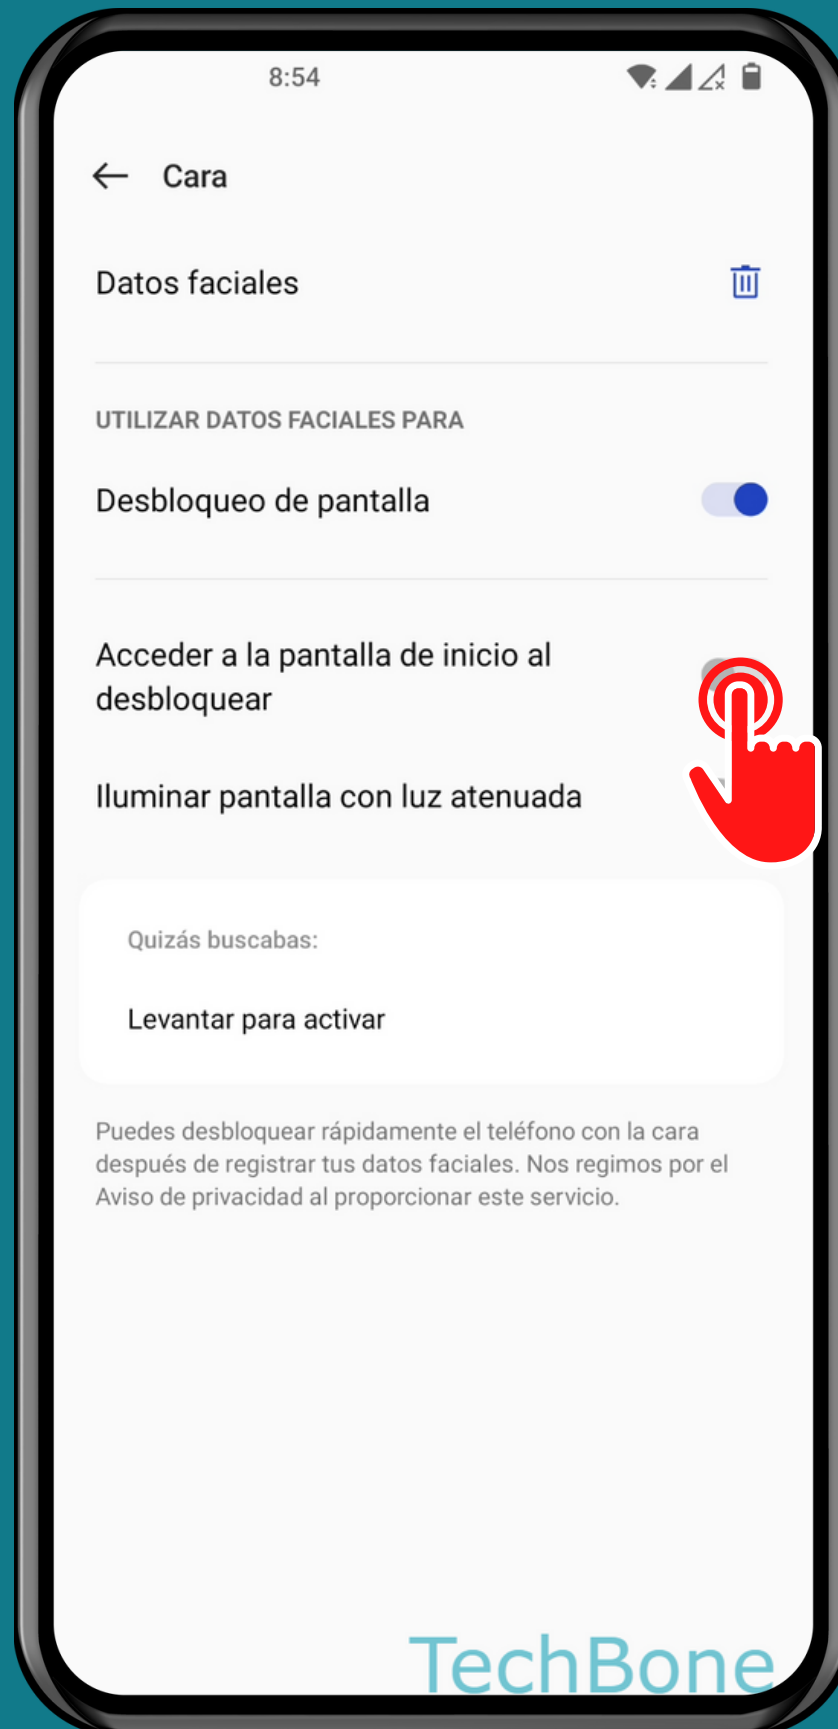 8:54
Cara
Datos faciales
UTILIZAR DATOS FACIALES PARA
Desbloqueo de pantalla
Acceder a la pantalla de inicio al
desbloquear
Iluminar pantalla con luz atenuada
Quizás buscabas:
Levantar para activar
Puedes desbloquear rápidamente el teléfono con la cara
después de registrar tus datos faciales. Nos regimos por el
Aviso de privacidad al proporcionar este servicio.
TechBone